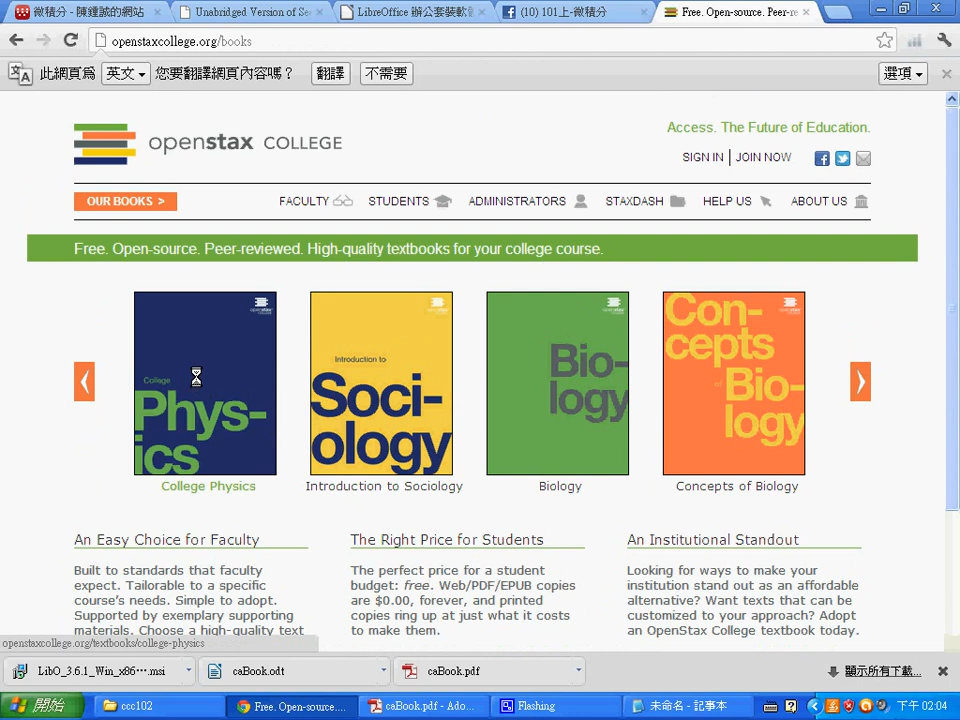 微積分 - 陳鍾誠的網站
Unabridged Version of Se
LibreOffice 辦公套裝軟
(10) 101上-微積分
Free. Open-source. Peer-re
openstaxcollege.org/books
此網頁為 英文 您要翻譯網頁內容嗎？ 翻譯 不需要 選項
openstax COLLEGE
Access. The Future of Education.
SIGN IN | JOIN NOW
OUR BOOKS >
FACULTY STUDENTS ADMINISTRATORS STAXDASH HELP US ABOUT US
Free. Open-source. Peer-reviewed. High-quality textbooks for your college course.
College
Phys-
ics
Introduction to
Soci-
ology
Bio-
logy
Con-
cepts
of Bio-
logy
College Physics
Introduction to Sociology
Biology
Concepts of Biology
An Easy Choice for Faculty
Built to standards that faculty
expect. Tailorable to a specific
course's needs. Simple to adopt.
Supported by exemplary supporting
materials. Choose a high-quality text
The Right Price for Students
The perfect price for a student
budget: free. Web/PDF/EPUB copies
are $0.00, forever, and printed
copies ring up at just what it costs
to make them.
An Institutional Standout
Looking for ways to make your
institution stand out as an affordable
alternative? Want texts that can be
customized to your approach? Adopt
an OpenStax College textbook today.
openstaxcollege.org/textbooks/college-physics
LibO_3.6.1_Win_x86-….msi
caBook.odt
caBook.pdf
顯示所有下載...
開始
ccc102
Free. Open-source....
caBook.pdf - Ado...
Flashing
未命名 - 記事本
下午 02:04